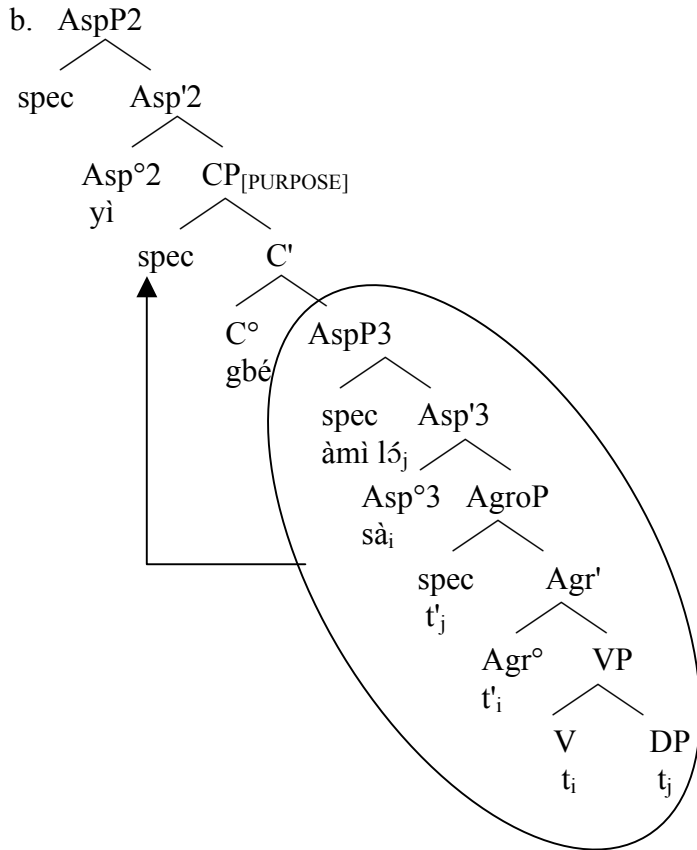 b. AspP2
spec Asp'2
Asp°2 CP[PURPOSE]
yì
spec C'
C° AspP3
gbé
spec Asp'3
àmì lɔ́j
Asp°3 AgroP
sài
spec Agr'
t'j
Agr° VP
t'i
V DP
ti tj